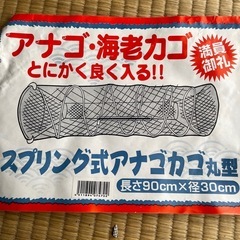 アナゴ・海老カゴ
とにかく良く入る!!
満員
御礼
スプリング式アナゴカゴ丸型
長さ90cm×径30cm